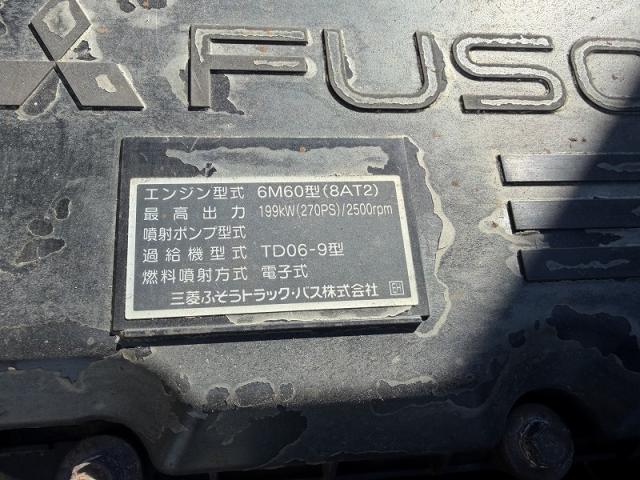 FUSO
エンジン型式 6M60型(8AT2)
最高出力 199kW(270PS)/2500rpm
噴射ポンプ型式
過給機型式 TD06-9型
燃料噴射方式 電子式
三菱ふそうトラック・バス株式会社